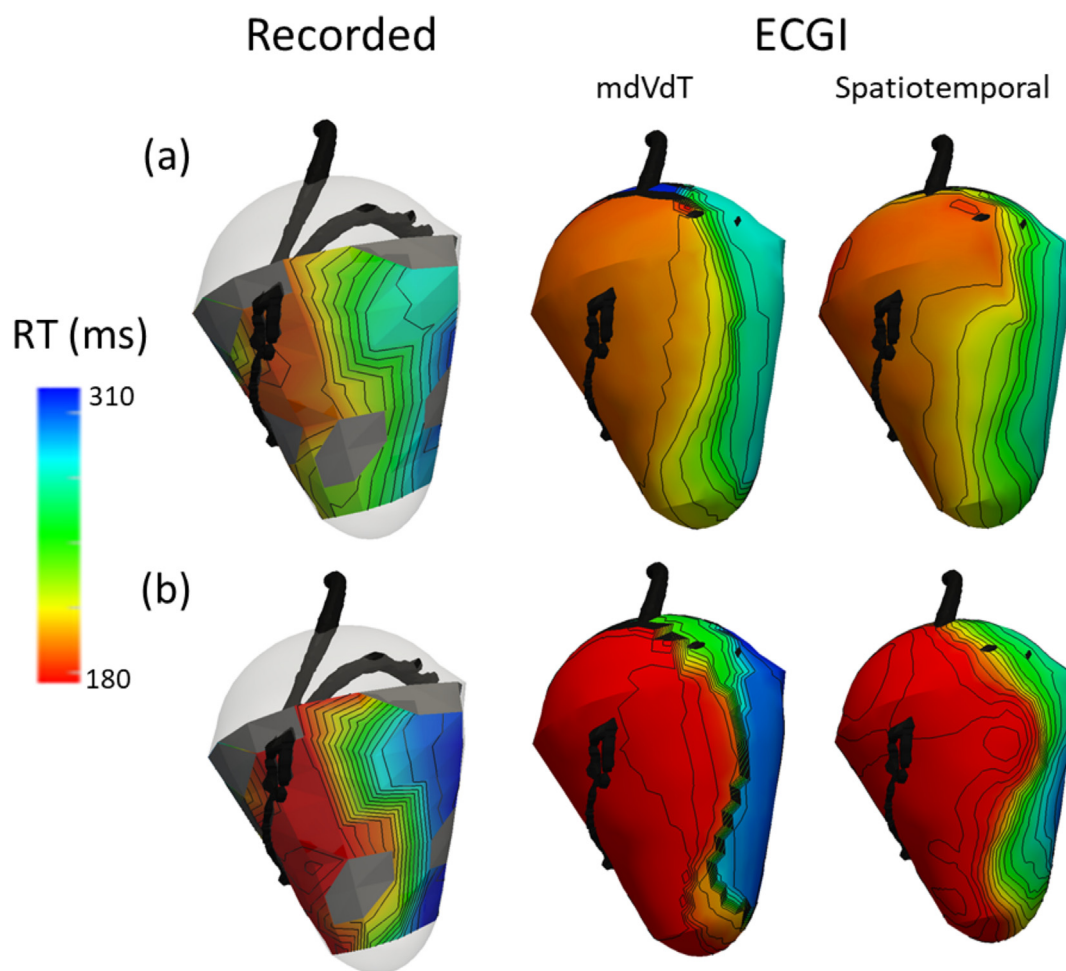 Recorded
ECGI
mdVdT
Spatiotemporal
(a)
RT (ms)
310
180
(b)